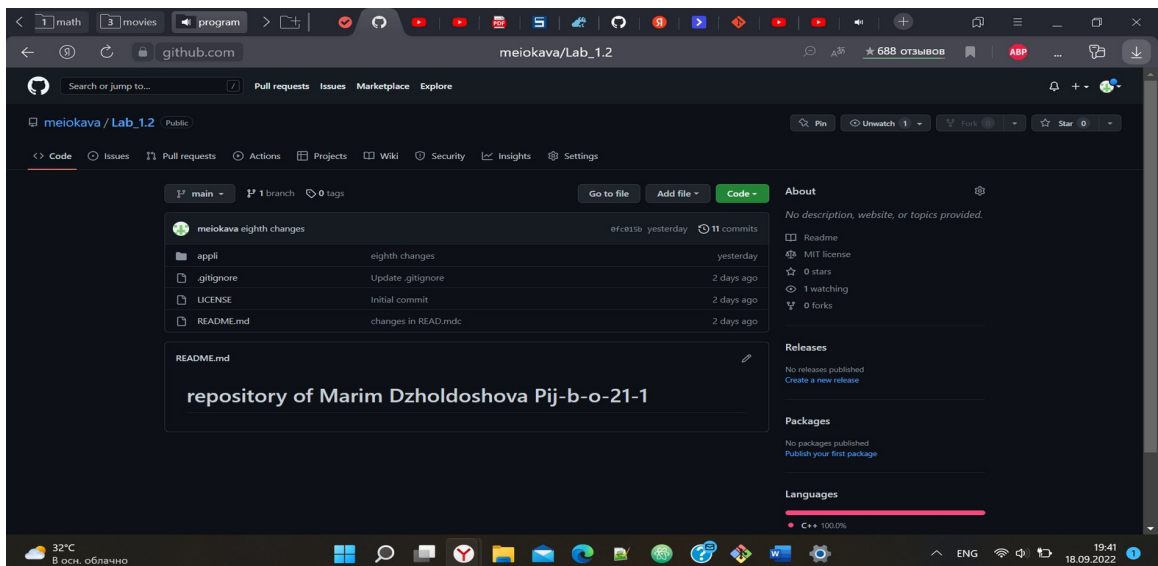 1 math 3 movies program
github.com meiokava/Lab_1.2 688 отзывов ABP
Search or jump to... / Pull requests Issues Marketplace Explore
meiokava / Lab_1.2 Public Pin Unwatch 1 Fork 0 Star 0
Code Issues Pull requests Actions Projects Wiki Security Insights Settings
main 1 branch 0 tags Go to file Add file Code
meiokava eighth changes 0fc015b yesterday 11 commits
appli eighth changes yesterday
.gitignore Update .gitignore 2 days ago
LICENSE Initial commit 2 days ago
README.md changes in READ.mdc 2 days ago
README.md
repository of Marim Dzholdoshova Pij-b-o-21-1
About
No description, website, or topics provided.
Readme
MIT license
0 stars
1 watching
0 forks
Releases
No releases published
Create a new release
Packages
No packages published
Publish your first package
Languages
C++ 100.0%
32°C
В осн. облачно
ENG
19:41
18.09.2022
1